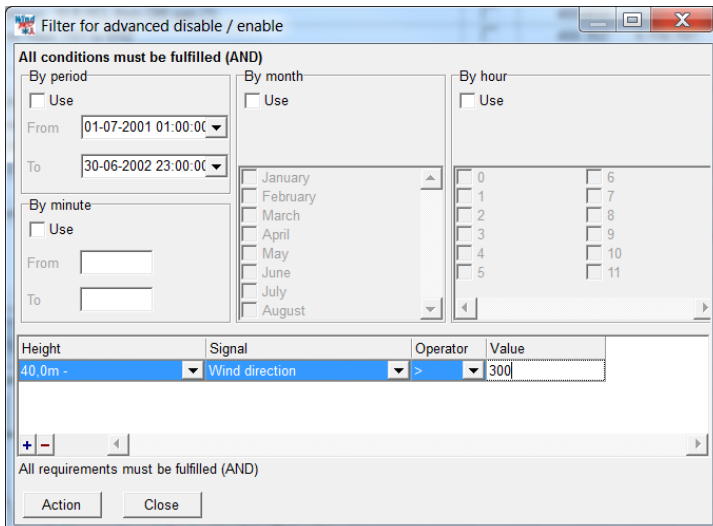 Filter for advanced disable / enable
All conditions must be fulfilled (AND)
By period
Use
From 01-07-2001 01:00:0
To 30-06-2002 23:00:0
By minute
Use
From
To
By month
Use
January
February
March
April
May
June
July
August
By hour
Use
0 6
1 7
2 8
3 9
4 10
5 11
Height Signal Operator Value
40,0m - Wind direction > 300
+ -
All requirements must be fulfilled (AND)
Action Close